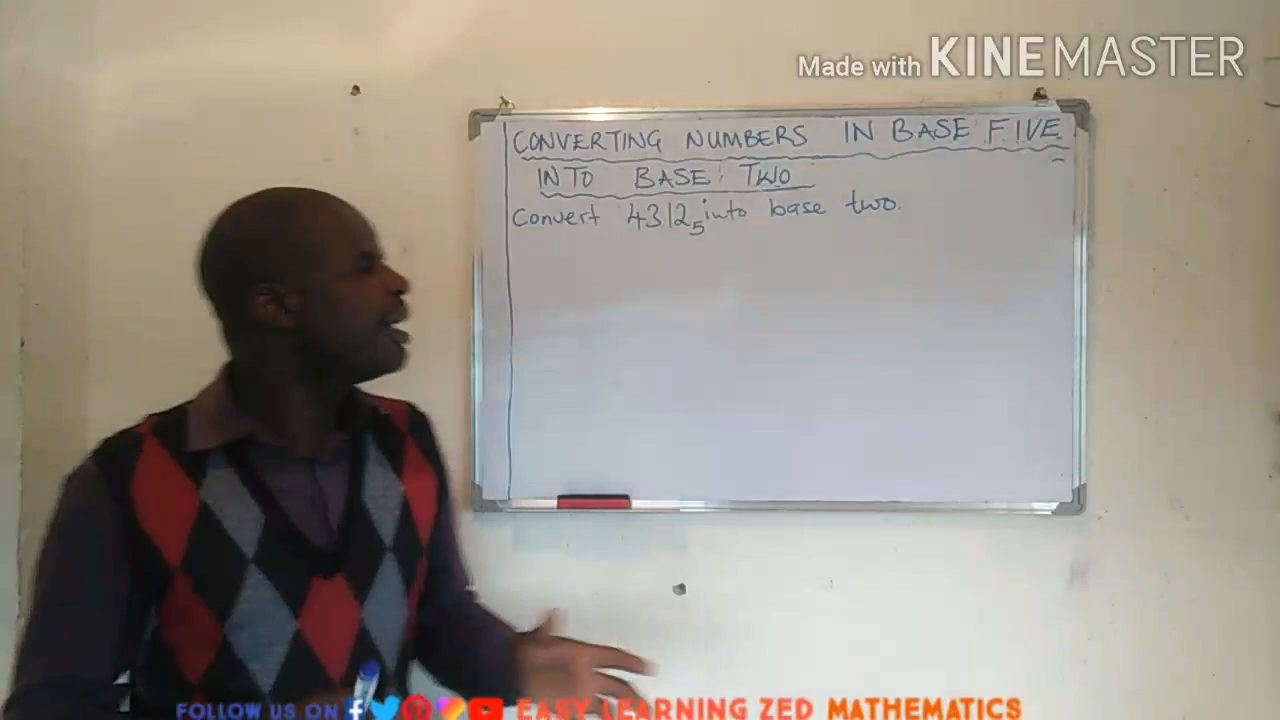 Made with KINEMASTER
CONVERTING NUMBERS IN BASE FIVE
INTO BASE TWO
Convert 4312₅ into base two.
FOLLOW US ON EASY LEARNING ZED MATHEMATICS